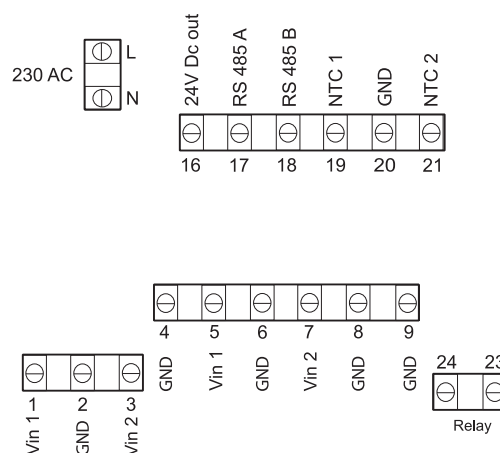 230 AC
L
N
24V Dc out
RS 485 A
RS 485 B
NTC 1
GND
NTC 2
16 17 18 19 20 21
4 5 6 7 8 9
GND
Vin 1
GND
Vin 2
GND
GND
1 2 3
Vin 1
GND
Vin 2
24 23
Relay